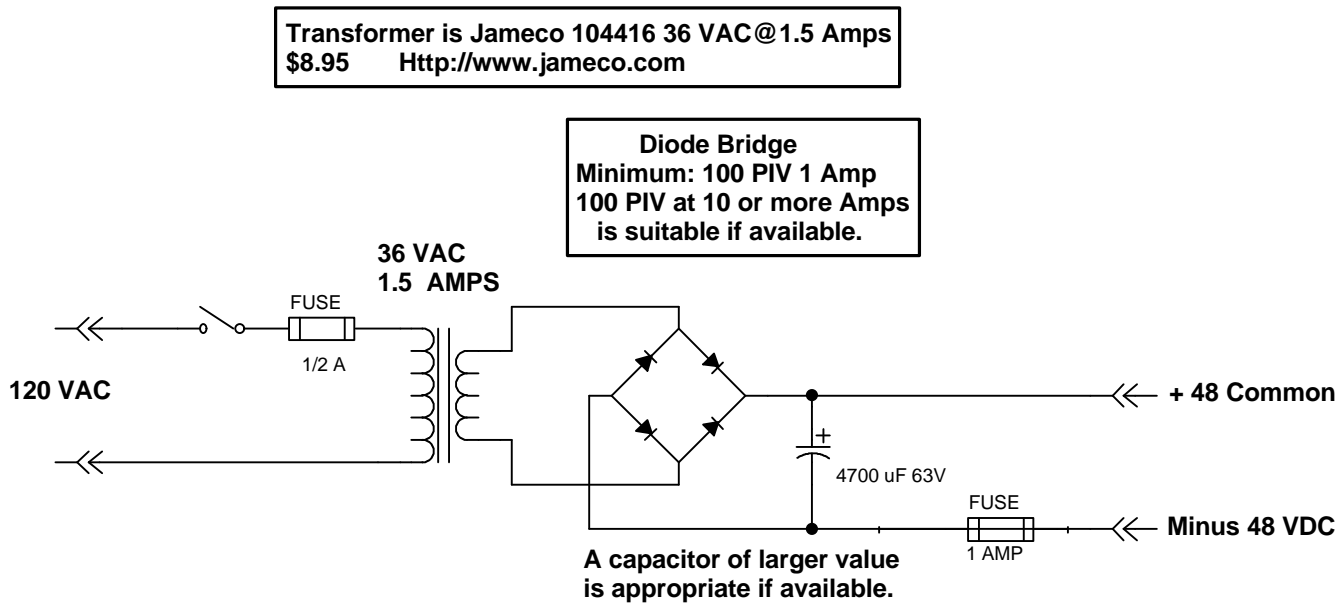 Transformer is Jameco 104416 36 VAC@1.5 Amps
$8.95 Http://www.jameco.com
Diode Bridge
Minimum: 100 PIV 1 Amp
100 PIV at 10 or more Amps
is suitable if available.
36 VAC
1.5 AMPS
FUSE
1/2 A
120 VAC
+ 48 Common
+
4700 uF 63V
FUSE
1 AMP
Minus 48 VDC
A capacitor of larger value
is appropriate if available.